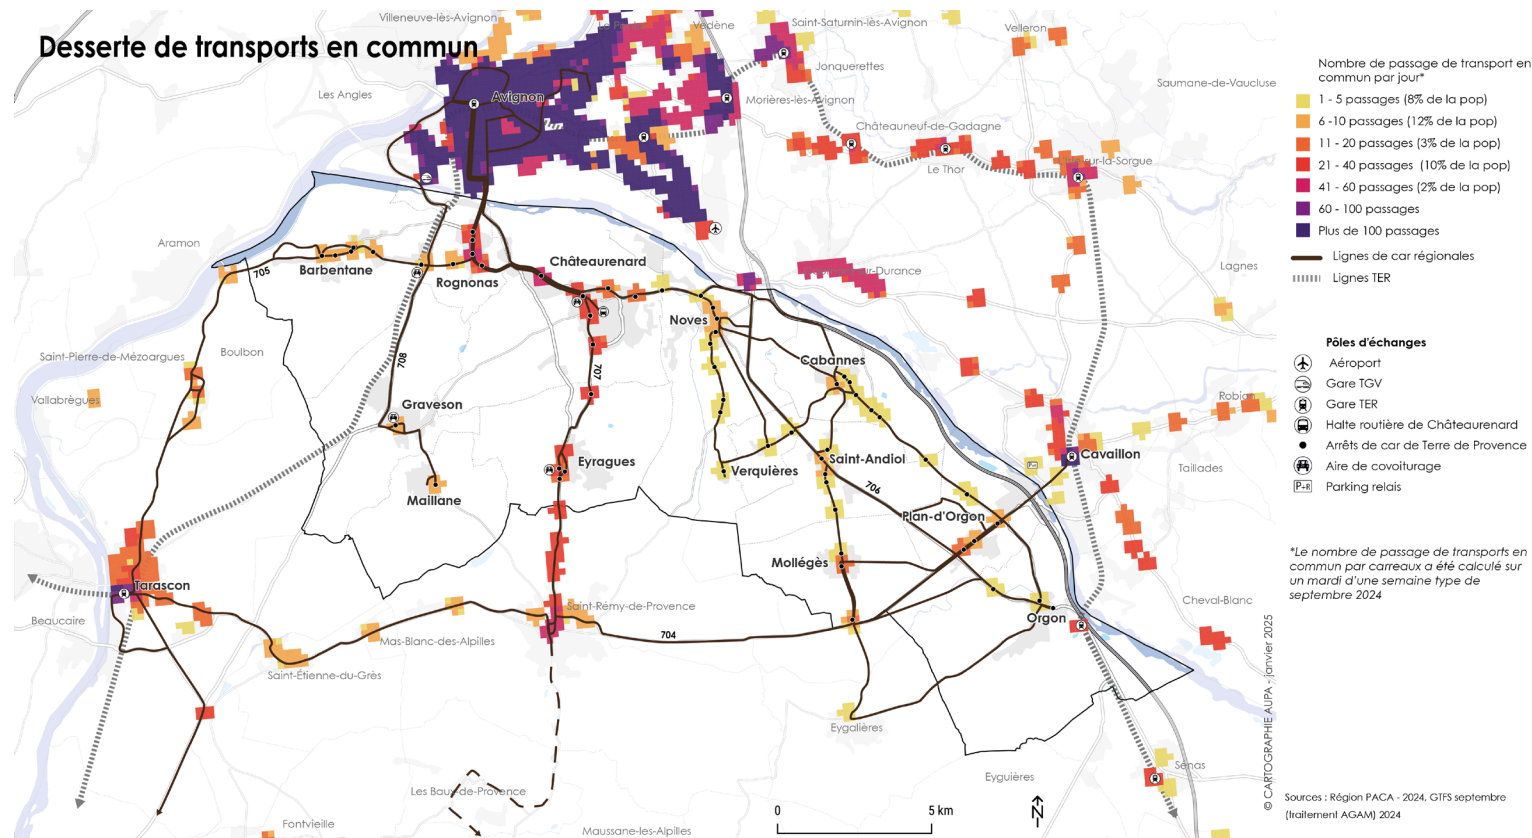 Desserte de transports en commun
Villeneuve-lès-Avignon
Le Pontet
Vedène
Saint-Saturnin-lès-Avignon
Velleron
Jonquerettes
Saumane-de-Vaucluse
Les Angles
Avignon
Morières-lès-Avignon
Châteauneuf-de-Gadagne
Le Thor
Aramon
Lagnes
705
Barbentane
Rognonas
Châteaurenard
Noves
Saint-Pierre-de-Mézoargues
Boulbon
Vallabrègues
708
707
Cabannes
Graveson
Eyragues
Maillane
Verquières
Saint-Andiol
706
Cavaillon
P+R
Taillades
Plan-d'Orgon
Mollégès
Tarascon
Beaucaire
Saint-Rémy-de-Provence
704
Mas-Blanc-des-Alpilles
Saint-Étienne-du-Grès
Orgon
Cheval-Blanc
Eygalières
Les Baux-de-Provence
Eyguières
Sénas
Fontvieille
Maussane-les-Alpilles
0
5 km
N
© CARTOGRAPHIE AUPA - janvier 2025
Nombre de passage de transport en
commun par jour*
1 - 5 passages (8% de la pop)
6 -10 passages (12% de la pop)
11 - 20 passages (3% de la pop)
21 - 40 passages (10% de la pop)
41 - 60 passages (2% de la pop)
60 - 100 passages
Plus de 100 passages
Lignes de car régionales
Lignes TER
Pôles d'échanges
Aéroport
Gare TGV
Gare TER
Halte routière de Châteaurenard
Arrêts de car de Terre de Provence
Aire de covoiturage
P+R Parking relais
*Le nombre de passage de transports en
commun par carreaux a été calculé sur
un mardi d'une semaine type de
septembre 2024
Sources : Région PACA - 2024, GTFS septembre
(traitement AGAM) 2024